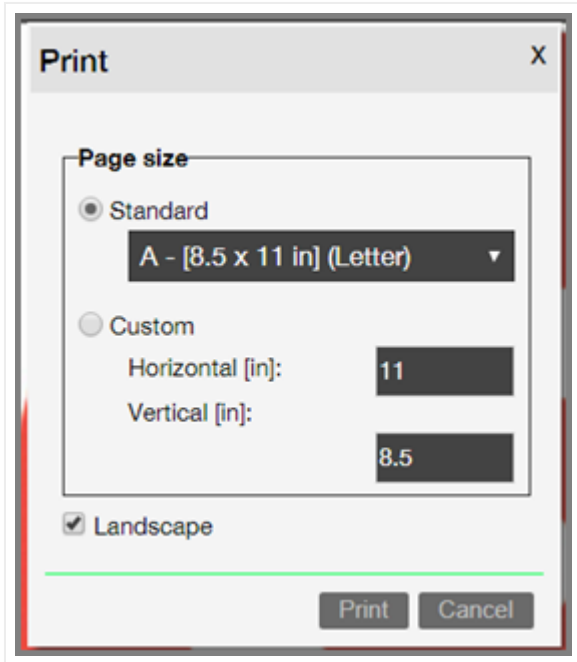 Print X
Page size
Standard
A - [8.5 x 11 in] (Letter)
Custom
Horizontal [in]: 11
Vertical [in]:
8.5
Landscape
Print Cancel